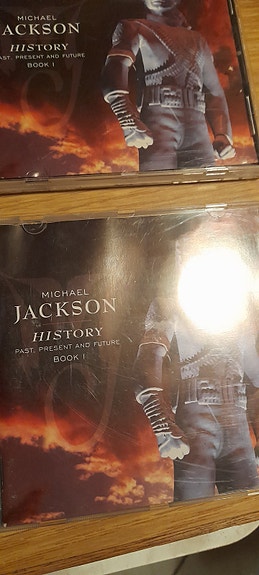 MICHAEL
JACKSON
HISTORY
PAST, PRESENT AND FUTURE
BOOK I
MICHAEL
JACKSON
HISTORY
PAST, PRESENT AND FUTURE
BOOK I